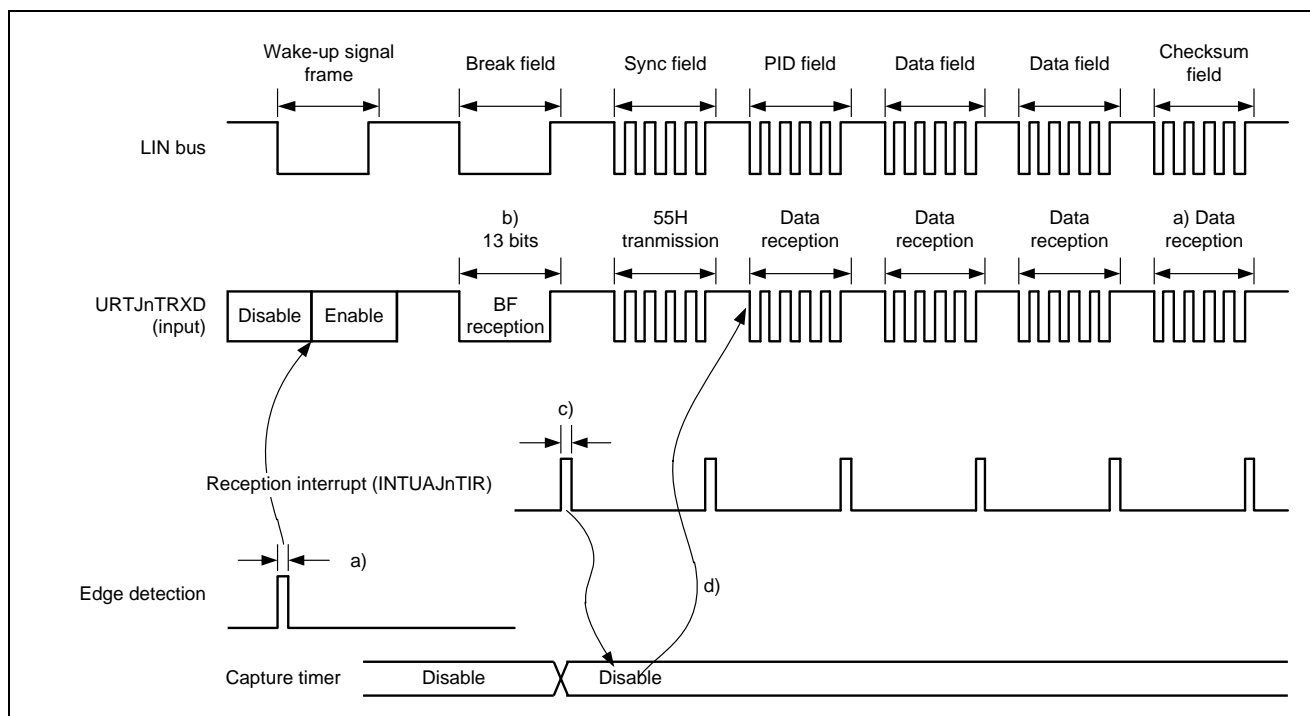 Wake-up signal
frame
Break field
Sync field
PID field
Data field
Data field
Checksum
field
LIN bus
b)
13 bits
55H
tranmission
Data
reception
Data
reception
Data
reception
a) Data
reception
URTJnTRXD
(input)
Disable
Enable
BF
reception
c)
Reception interrupt (INTUAJnTIR)
a)
d)
Edge detection
Capture timer
Disable
Disable